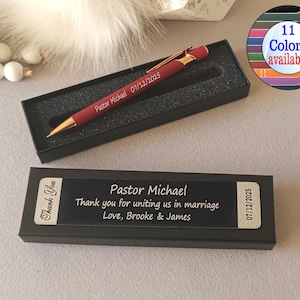 11
Colors
available
Pastor Michael 07/12/2025
Thank You
Pastor Michael
Thank you for uniting us in marriage
Love, Brooke & James
07/12/2025